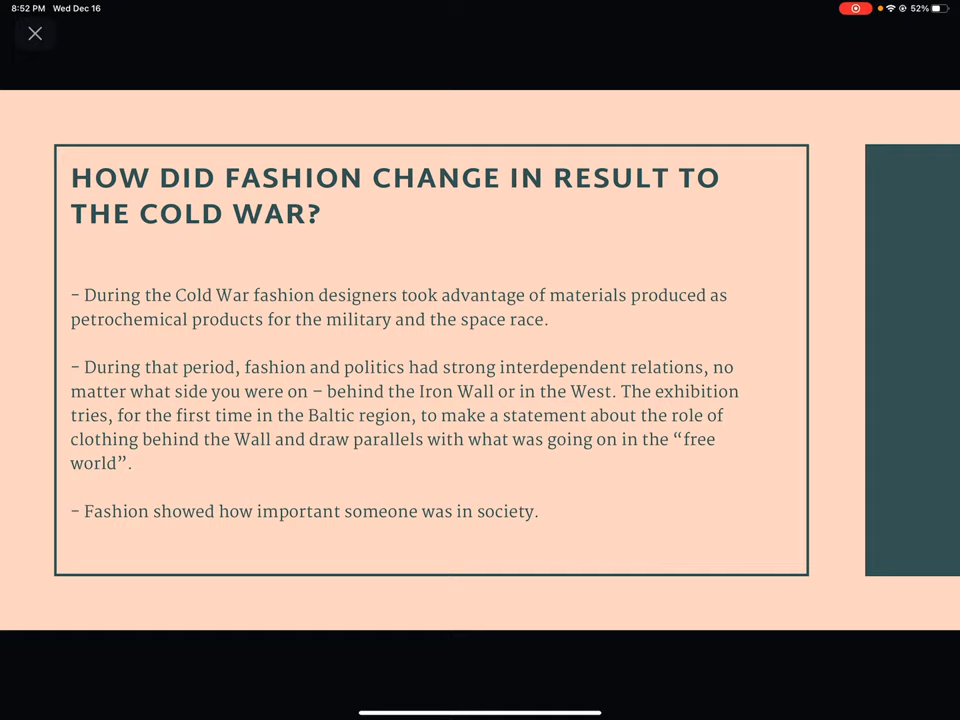 8:52 PM Wed Dec 16
52%
HOW DID FASHION CHANGE IN RESULT TO
THE COLD WAR?
- During the Cold War fashion designers took advantage of materials produced as
petrochemical products for the military and the space race.
- During that period, fashion and politics had strong interdependent relations, no
matter what side you were on – behind the Iron Wall or in the West. The exhibition
tries, for the first time in the Baltic region, to make a statement about the role of
clothing behind the Wall and draw parallels with what was going on in the “free
world”.
- Fashion showed how important someone was in society.